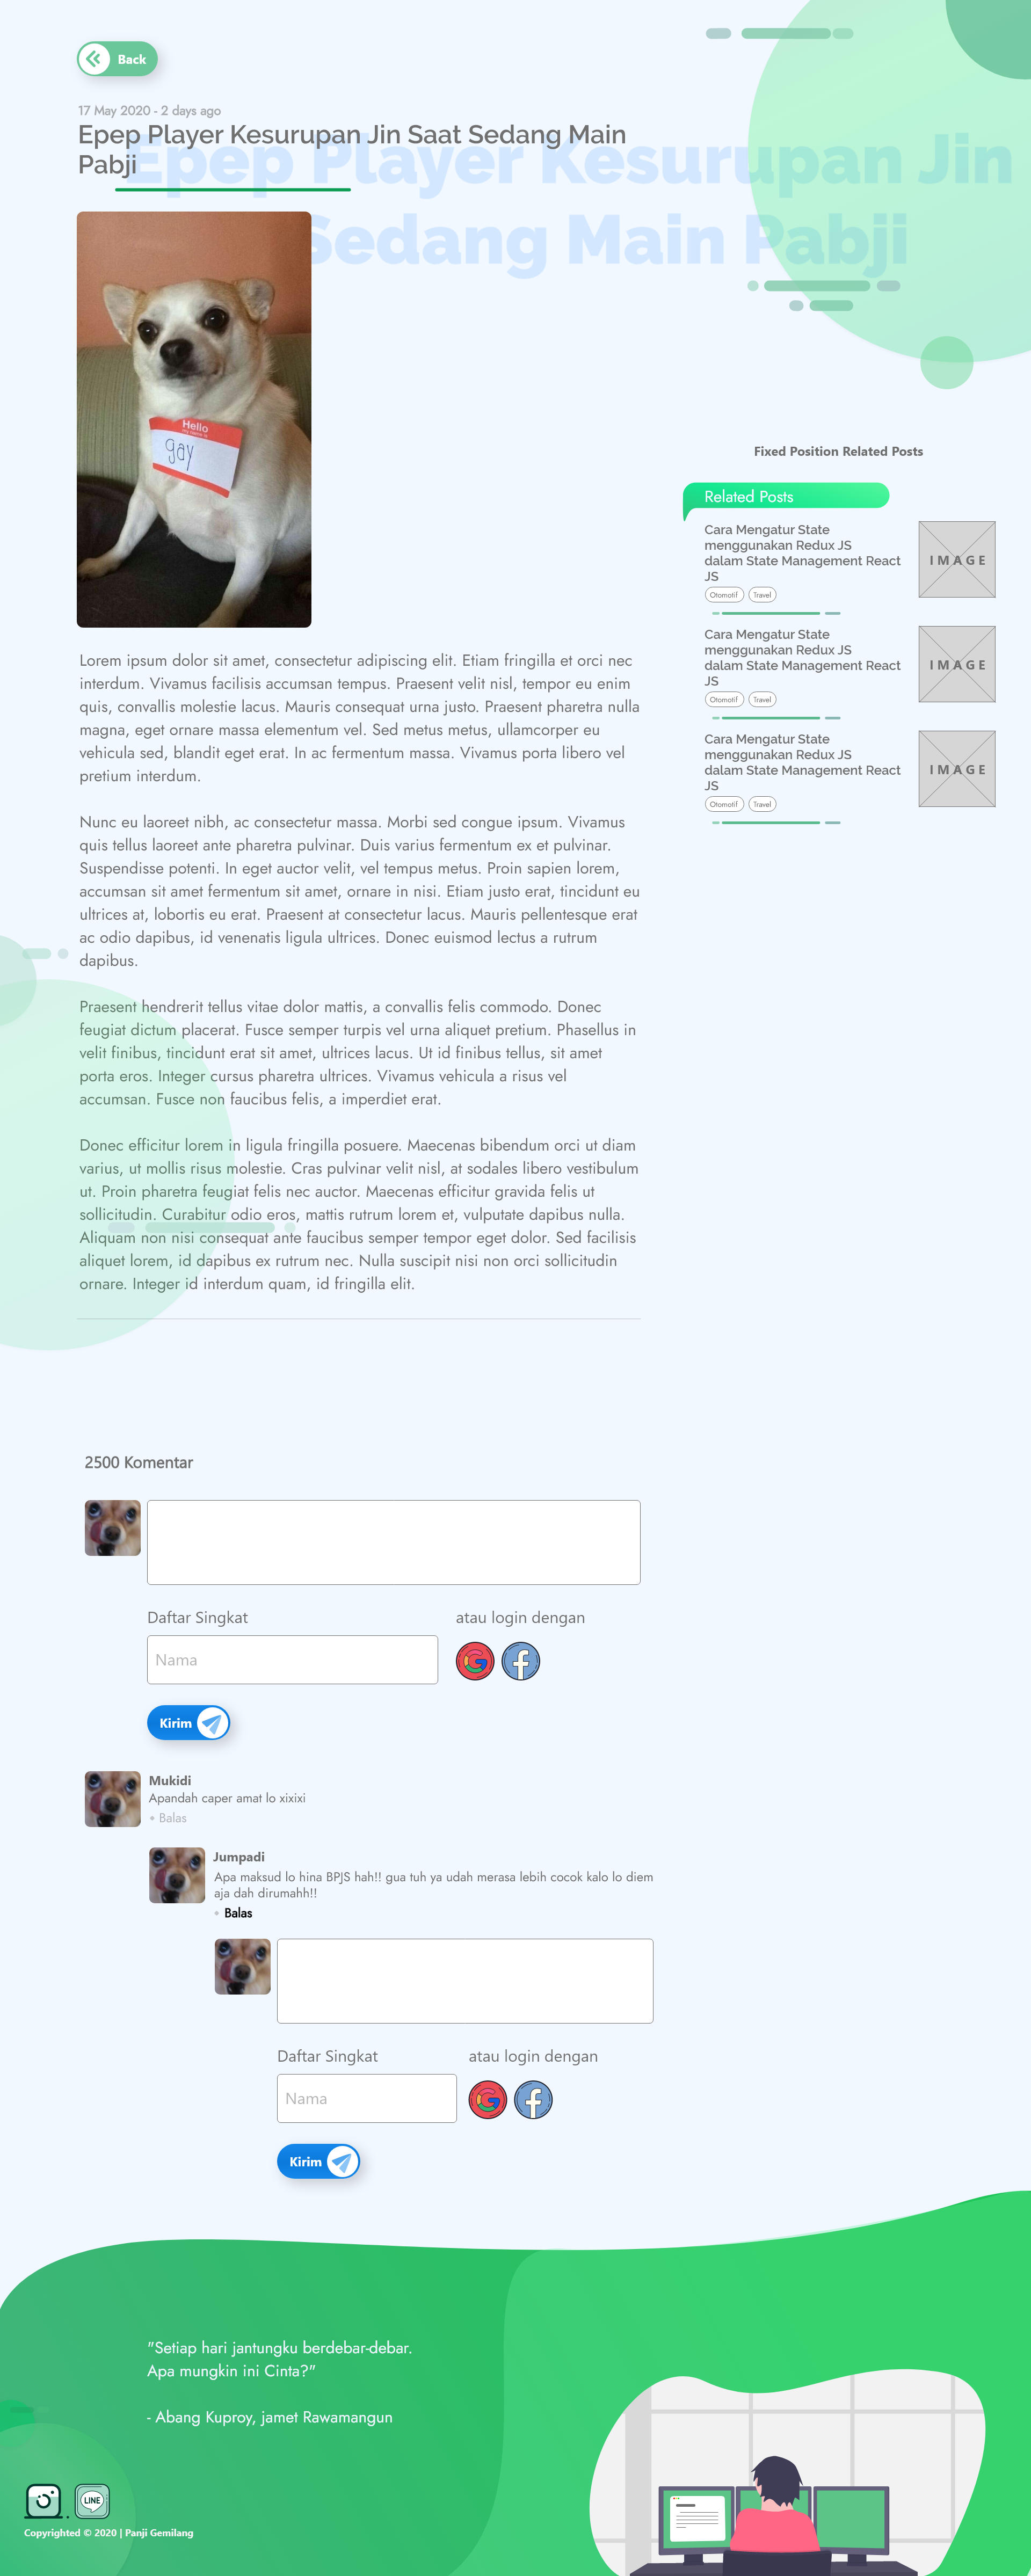 Back
17 May 2020 - 2 days ago
Epep Player Kesurupan Jin Saat Sedang Main
Pabji
Epep Player Kesurupan Jin
Sedang Main Pabji
Hello
my name is
gay
Fixed Position Related Posts
Related Posts
Cara Mengatur State
menggunakan Redux JS
dalam State Management React
JS
Otomotif Travel
IMAGE
Cara Mengatur State
menggunakan Redux JS
dalam State Management React
JS
Otomotif Travel
IMAGE
Cara Mengatur State
menggunakan Redux JS
dalam State Management React
JS
Otomotif Travel
IMAGE
Lorem ipsum dolor sit amet, consectetur adipiscing elit. Etiam fringilla et orci nec
interdum. Vivamus facilisis accumsan tempus. Praesent velit nisl, tempor eu enim
quis, convallis molestie lacus. Mauris consequat urna justo. Praesent pharetra nulla
magna, eget ornare massa elementum vel. Sed metus metus, ullamcorper eu
vehicula sed, blandit eget erat. In ac fermentum massa. Vivamus porta libero vel
pretium interdum.
Nunc eu laoreet nibh, ac consectetur massa. Morbi sed congue ipsum. Vivamus
quis tellus laoreet ante pharetra pulvinar. Duis varius fermentum ex et pulvinar.
Suspendisse potenti. In eget auctor velit, vel tempus metus. Proin sapien lorem,
accumsan sit amet fermentum sit amet, ornare in nisi. Etiam justo erat, tincidunt eu
ultrices at, lobortis eu erat. Praesent at consectetur lacus. Mauris pellentesque erat
ac odio dapibus, id venenatis ligula ultrices. Donec euismod lectus a rutrum
dapibus.
Praesent hendrerit tellus vitae dolor mattis, a convallis felis commodo. Donec
feugiat dictum placerat. Fusce semper turpis vel urna aliquet pretium. Phasellus in
velit finibus, tincidunt erat sit amet, ultrices lacus. Ut id finibus tellus, sit amet
porta eros. Integer cursus pharetra ultrices. Vivamus vehicula a risus vel
accumsan. Fusce non faucibus felis, a imperdiet erat.
Donec efficitur lorem in ligula fringilla posuere. Maecenas bibendum orci ut diam
varius, ut mollis risus molestie. Cras pulvinar velit nisl, at sodales libero vestibulum
ut. Proin pharetra feugiat felis nec auctor. Maecenas efficitur gravida felis ut
sollicitudin. Curabitur odio eros, mattis rutrum lorem et, vulputate dapibus nulla.
Aliquam non nisi consequat ante faucibus semper tempor eget dolor. Sed facilisis
aliquet lorem, id dapibus ex rutrum nec. Nulla suscipit nisi non orci sollicitudin
ornare. Integer id interdum quam, id fringilla elit.
2500 Komentar
Daftar Singkat
atau login dengan
Nama
Kirim
Mukidi
Apandah caper amat lo xixixi
• Balas
Jumpadi
Apa maksud lo hina BPJS hah!! gua tuh ya udah merasa lebih cocok kalo lo diem
aja dah dirumahh!!
• Balas
Daftar Singkat
atau login dengan
Nama
Kirim
"Setiap hari jantungku berdebar-debar.
Apa mungkin ini Cinta?"
- Abang Kuproy, jamet Rawamangun
LINE
Copyrighted © 2020 | Panji Gemilang